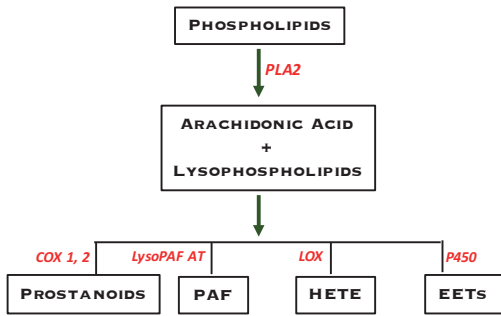 Phospholipids
PLA2
Arachidonic Acid
+
Lysophospholipids
COX 1, 2 LysoPAF AT LOX P450
Prostanoids PAF HETE EETs